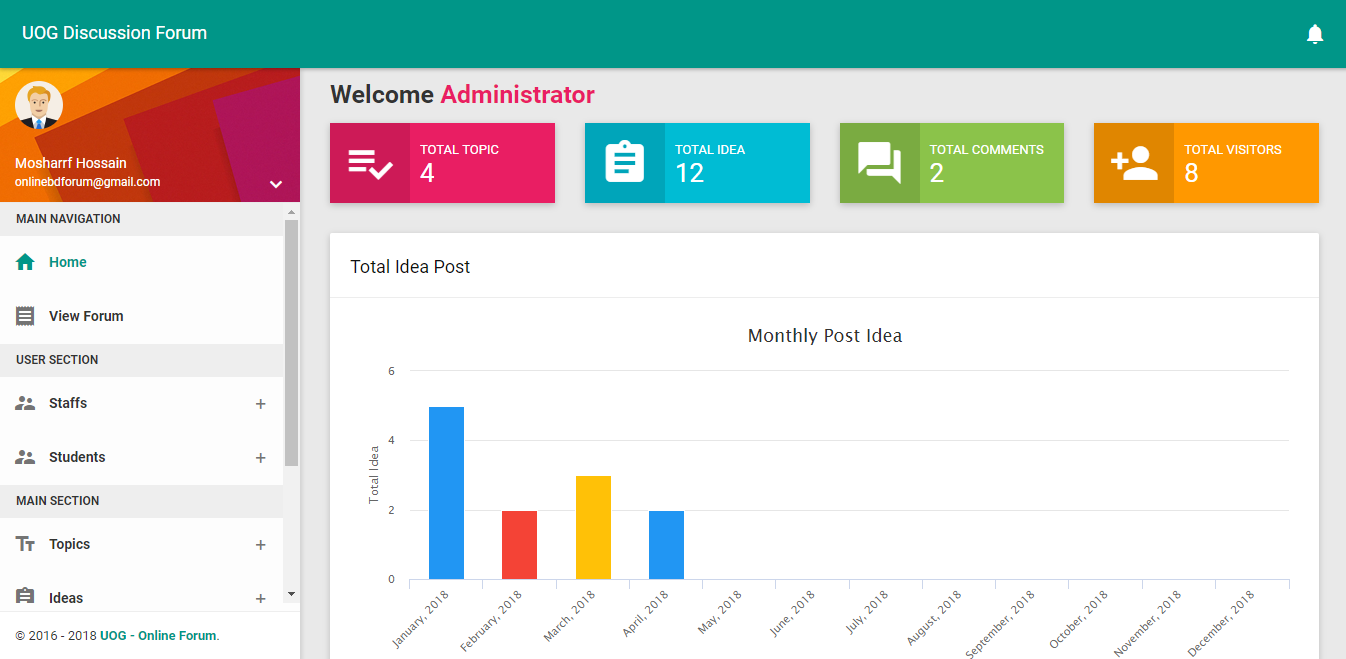 UOG Discussion Forum
Mosharrf Hossain
onlinebdforum@gmail.com
MAIN NAVIGATION
Home
View Forum
USER SECTION
Staffs +
Students +
MAIN SECTION
Topics +
Ideas +
© 2016 - 2018 UOG - Online Forum.
Welcome Administrator
TOTAL TOPIC
4
TOTAL IDEA
12
TOTAL COMMENTS
2
TOTAL VISITORS
8
Total Idea Post
Monthly Post Idea
Total Idea
6
4
2
0
January, 2018
February, 2018
March, 2018
April, 2018
May, 2018
June, 2018
July, 2018
August, 2018
September, 2018
October, 2018
November, 2018
December, 2018